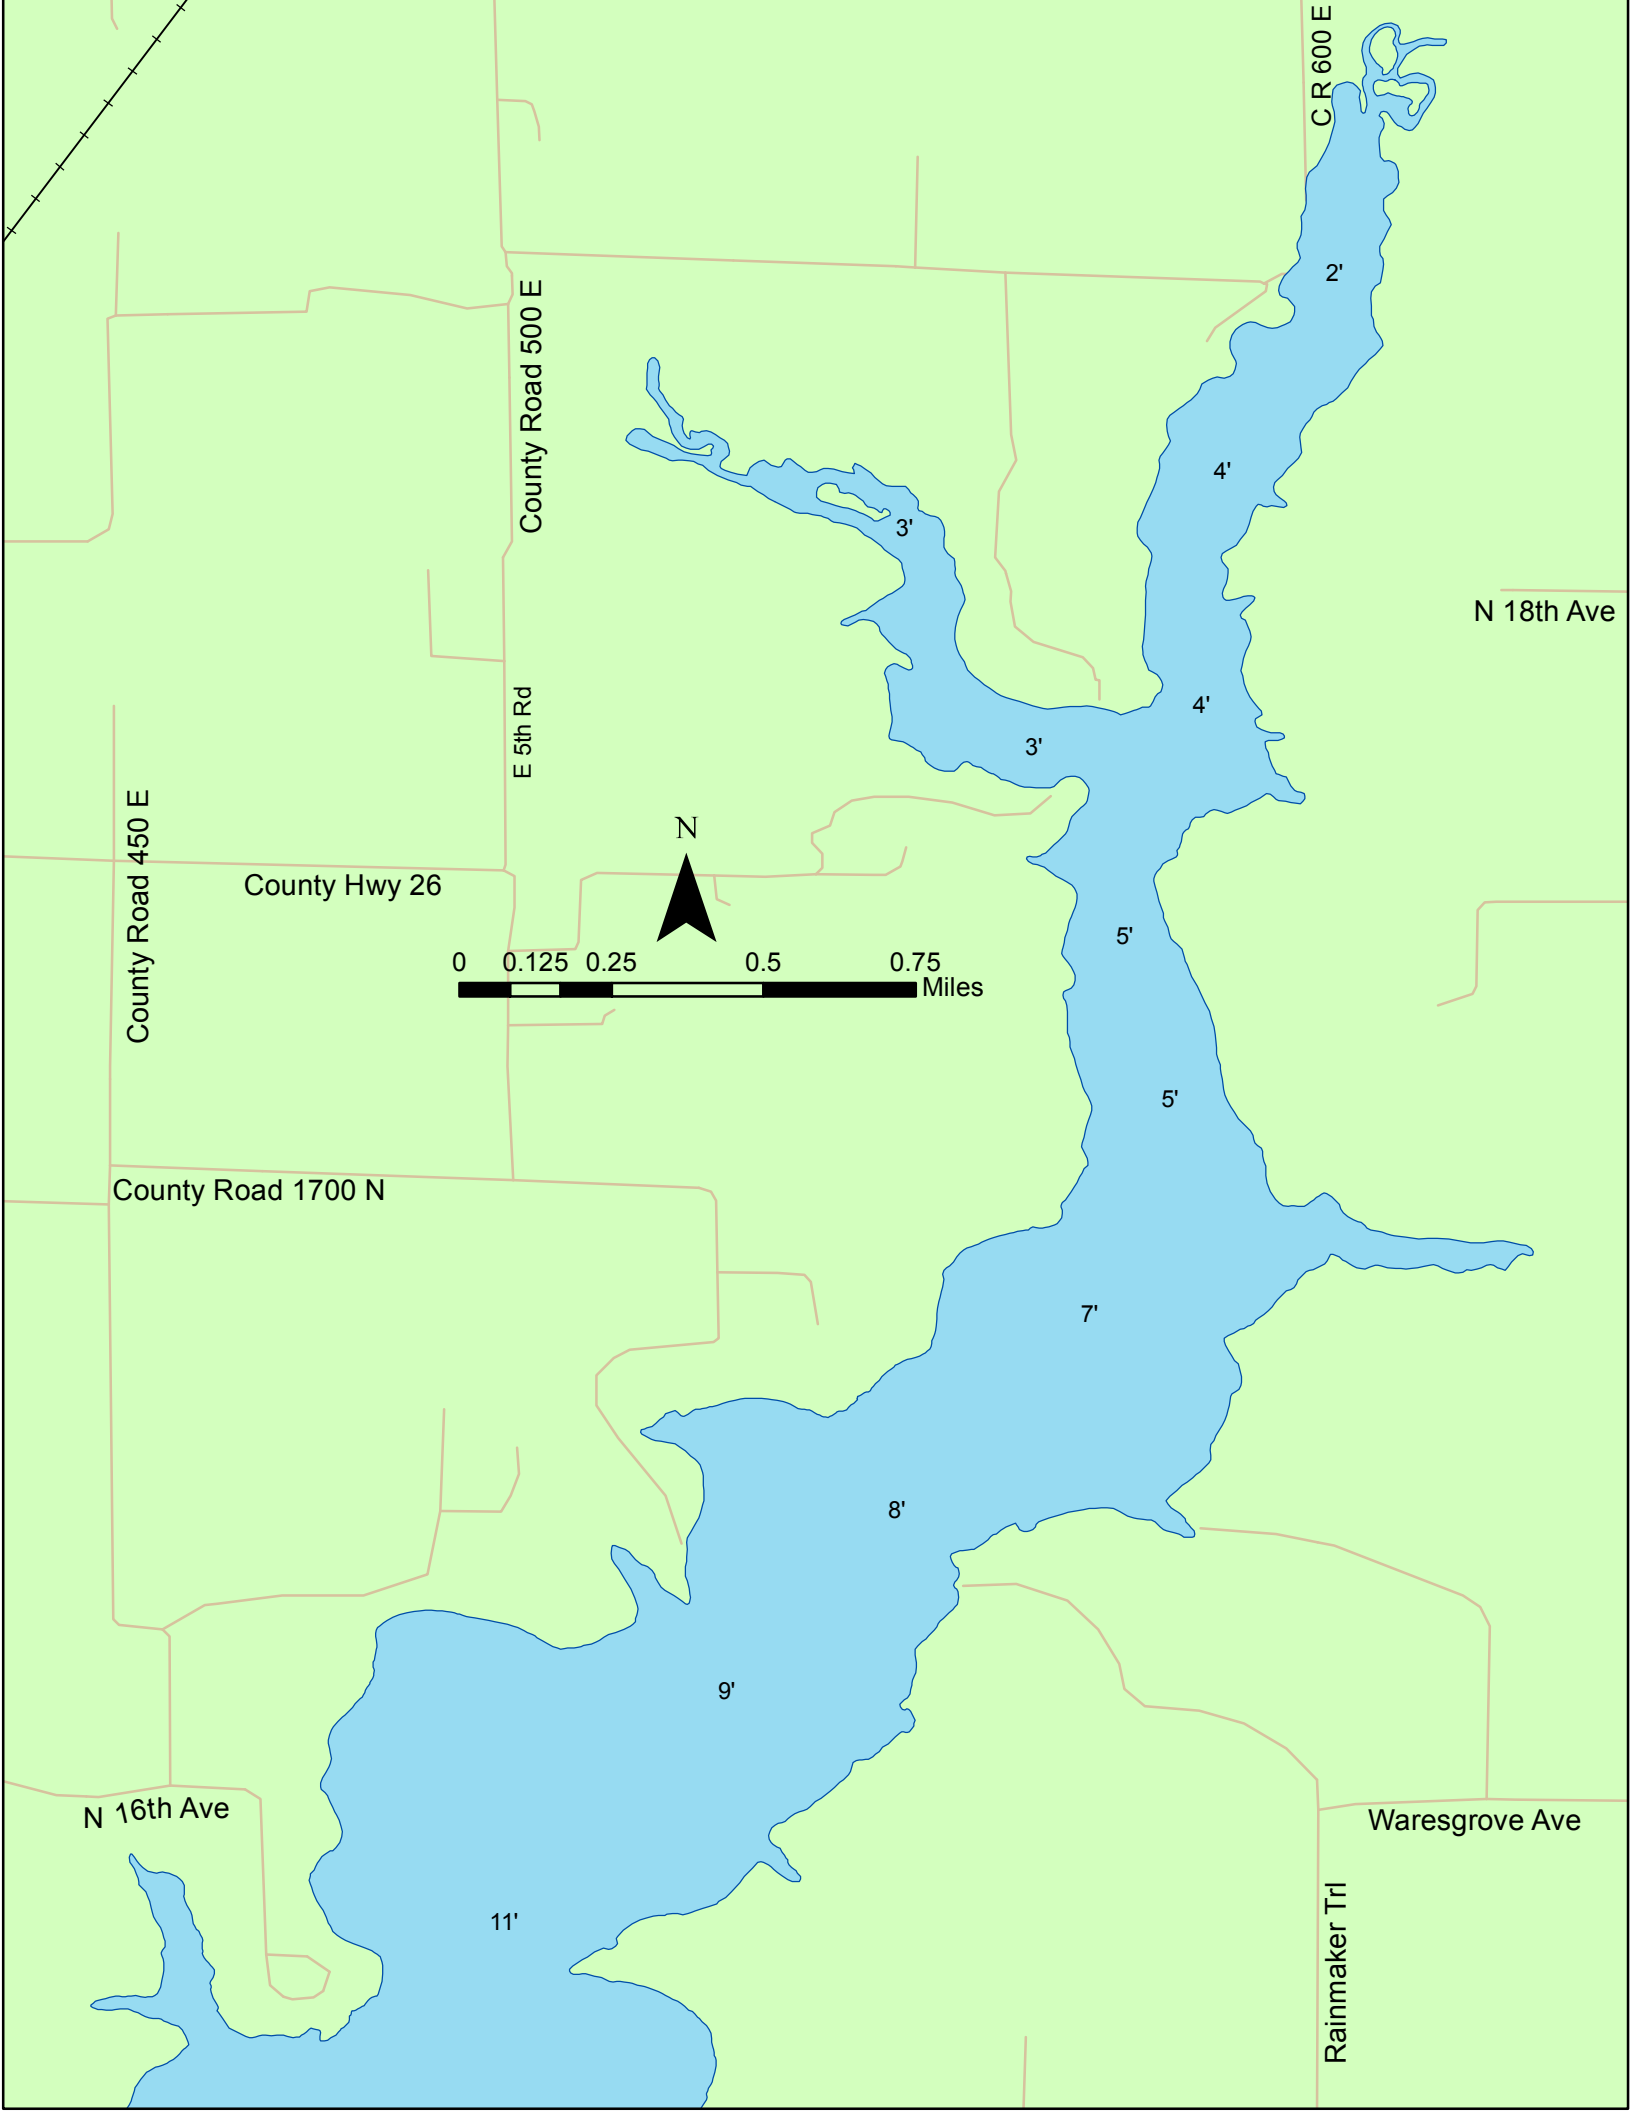 C R 600 E
2'
County Road 500 E
4'
3'
N 18th Ave
E 5th Rd
4'
3'
County Road 450 E
N
County Hwy 26
5'
0 0.125 0.25 0.5 0.75
Miles
5'
County Road 1700 N
7'
8'
9'
N 16th Ave
Waresgrove Ave
11'
Rainmaker Trl